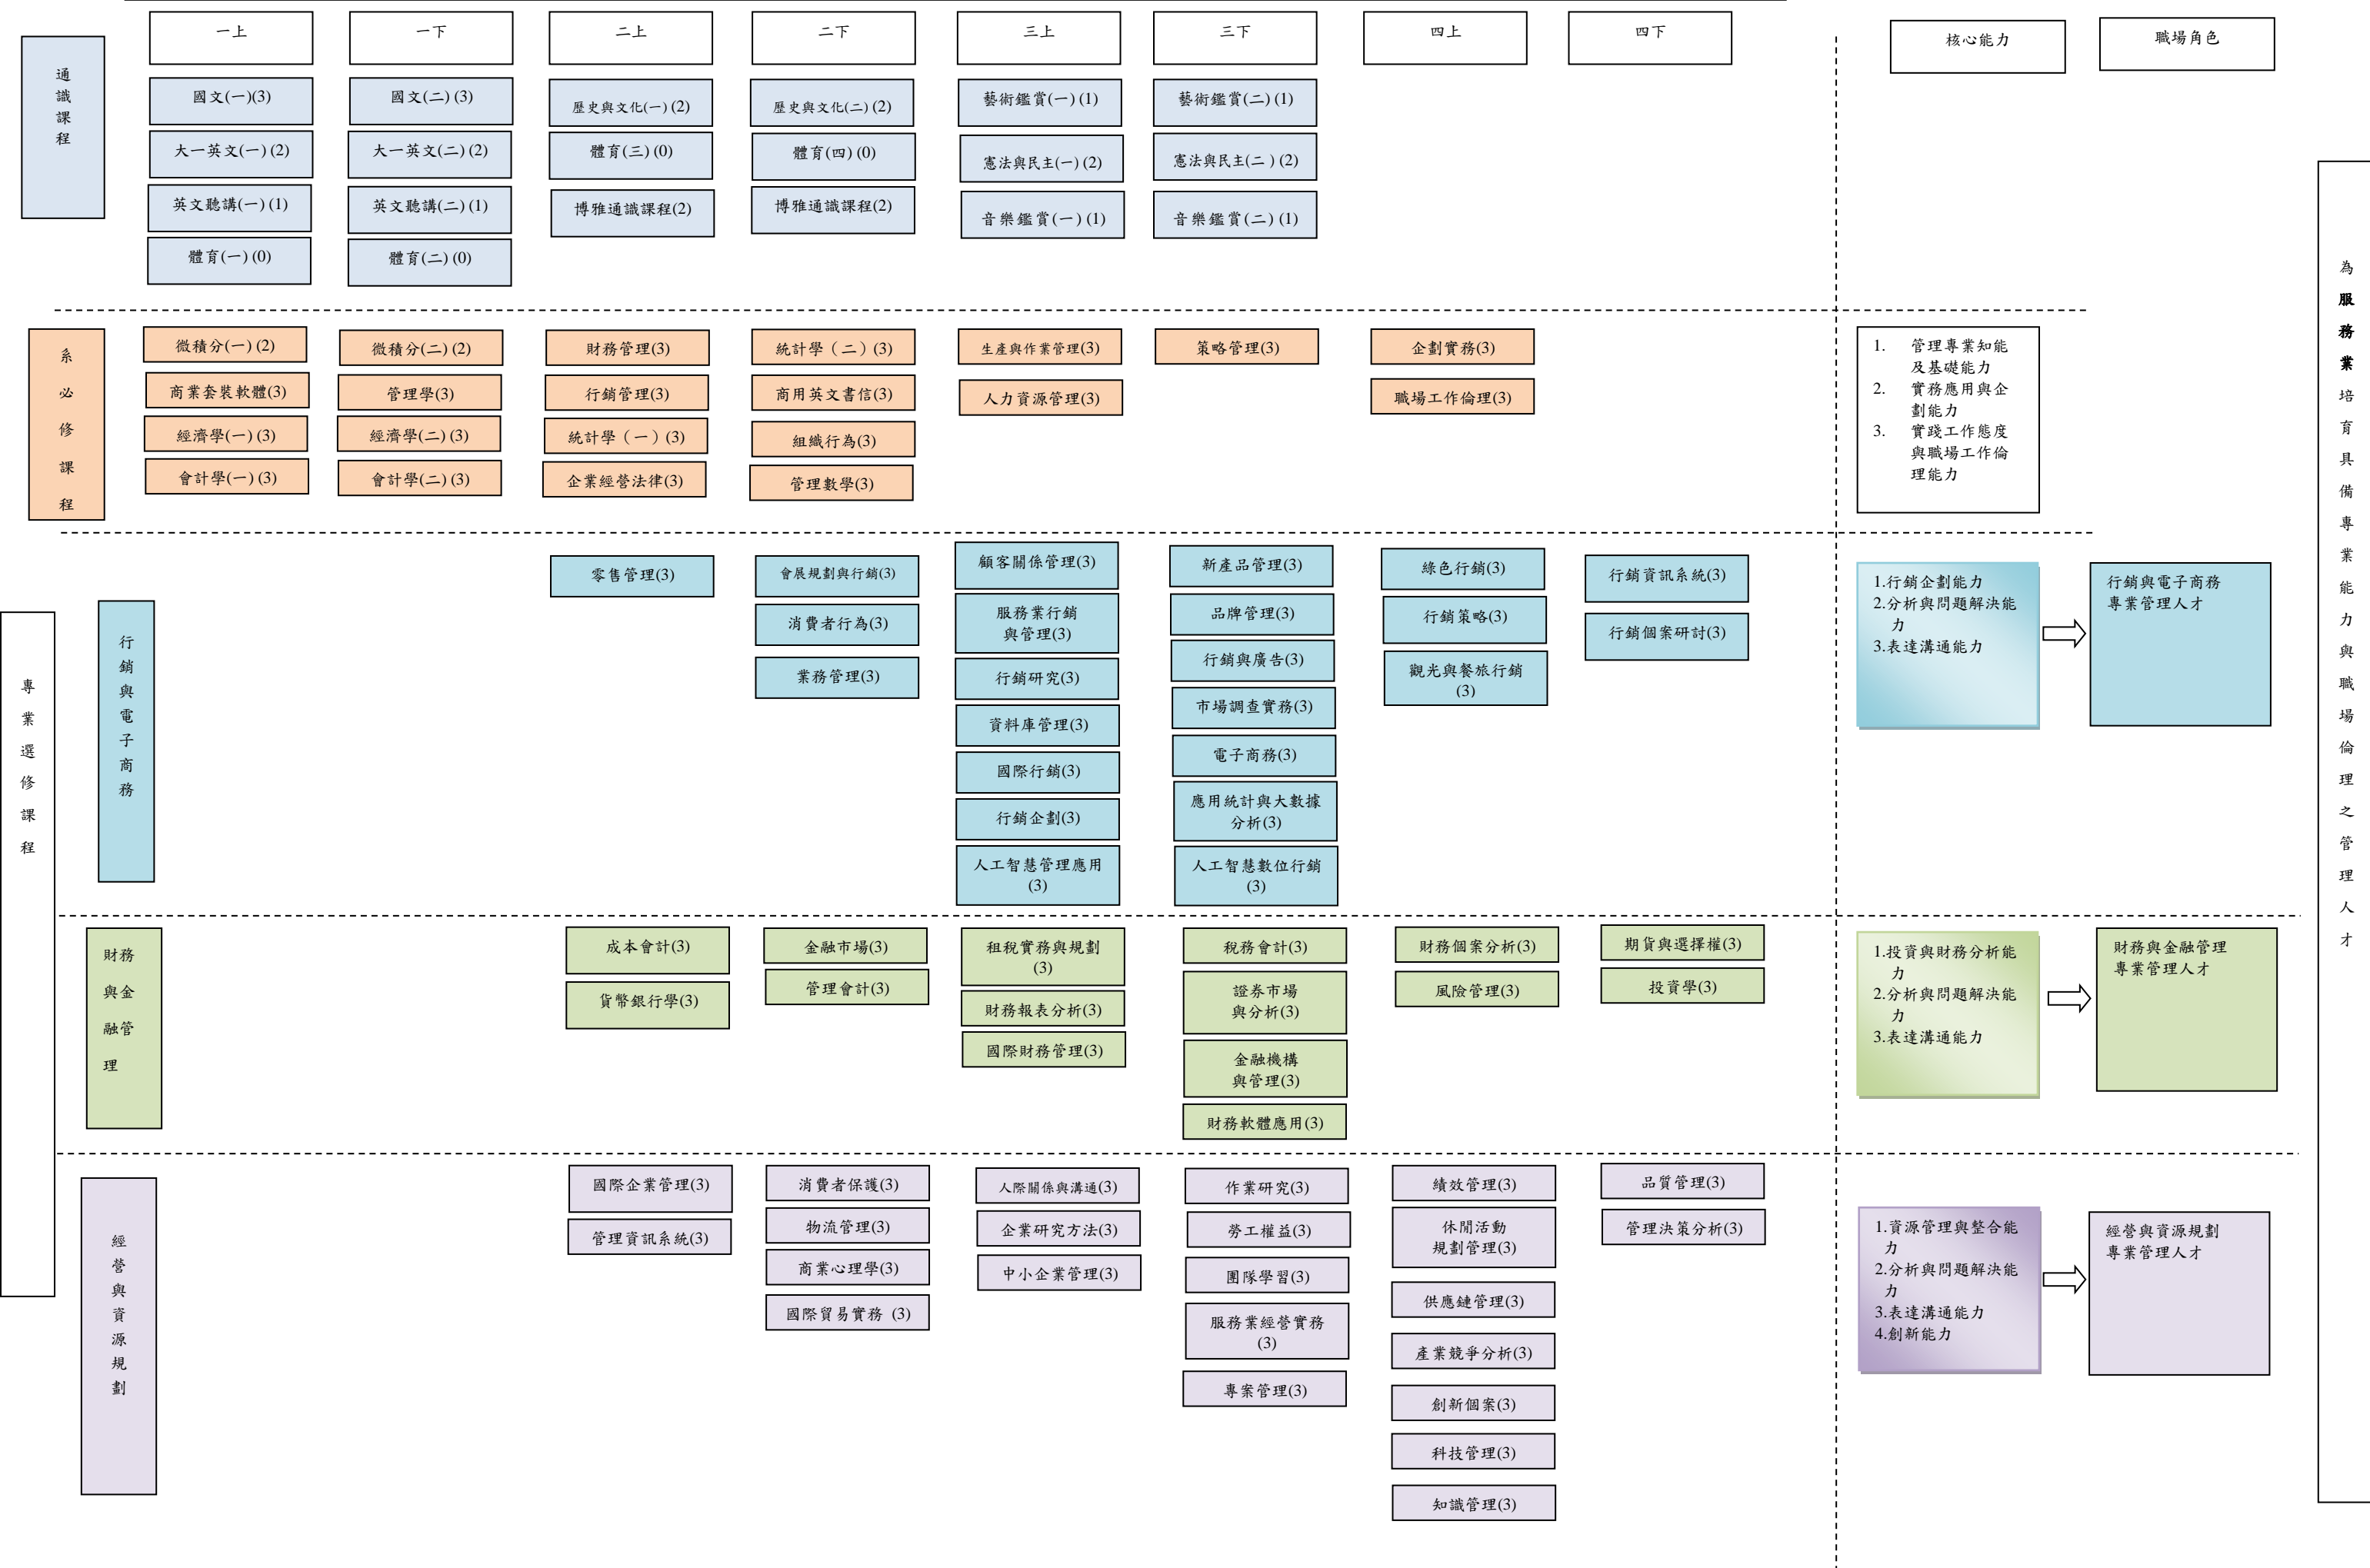 一上
一下
二上
二下
三上
三下
四上
四下
核心能力
職場角色
通識課程
國文(一)(3)
國文(二) (3)
歷史與文化(一) (2)
歷史與文化(二) (2)
藝術鑑賞(一) (1)
藝術鑑賞(二) (1)
大一英文(一) (2)
大一英文(二) (2)
體育(三) (0)
體育(四) (0)
憲法與民主(一) (2)
憲法與民主(二 ) (2)
英文聽講(一) (1)
英文聽講(二) (1)
博雅通識課程(2)
博雅通識課程(2)
音樂鑑賞(一) (1)
音樂鑑賞(二) (1)
體育(一) (0)
體育(二) (0)
系必修課程
微積分(一) (2)
微積分(二) (2)
財務管理(3)
統計學（二）(3)
生產與作業管理(3)
策略管理(3)
企劃實務(3)
商業套裝軟體(3)
管理學(3)
行銷管理(3)
商用英文書信(3)
人力資源管理(3)
職場工作倫理(3)
經濟學(一) (3)
經濟學(二) (3)
統計學（一）(3)
組織行為(3)
會計學(一) (3)
會計學(二) (3)
企業經營法律(3)
管理數學(3)
1. 管理專業知能
及基礎能力
2. 實務應用與企
劃能力
3. 實踐工作態度
與職場工作倫
理能力
專業選修課程
行銷與電子商務
零售管理(3)
會展規劃與行銷(3)
消費者行為(3)
業務管理(3)
顧客關係管理(3)
服務業行銷
與管理(3)
行銷研究(3)
資料庫管理(3)
國際行銷(3)
行銷企劃(3)
人工智慧管理應用
(3)
新產品管理(3)
品牌管理(3)
行銷與廣告(3)
市場調查實務(3)
電子商務(3)
應用統計與大數據
分析(3)
人工智慧數位行銷
(3)
綠色行銷(3)
行銷策略(3)
觀光與餐旅行銷
(3)
行銷資訊系統(3)
行銷個案研討(3)
1.行銷企劃能力
2.分析與問題解決能
力
3.表達溝通能力
行銷與電子商務
專業管理人才
財務
與金
融管
理
成本會計(3)
貨幣銀行學(3)
金融市場(3)
管理會計(3)
租稅實務與規劃
(3)
財務報表分析(3)
國際財務管理(3)
稅務會計(3)
證券市場
與分析(3)
金融機構
與管理(3)
財務軟體應用(3)
財務個案分析(3)
風險管理(3)
期貨與選擇權(3)
投資學(3)
1.投資與財務分析能
力
2.分析與問題解決能
力
3.表達溝通能力
財務與金融管理
專業管理人才
經營與資源規劃
國際企業管理(3)
管理資訊系統(3)
消費者保護(3)
物流管理(3)
商業心理學(3)
國際貿易實務 (3)
人際關係與溝通(3)
企業研究方法(3)
中小企業管理(3)
作業研究(3)
勞工權益(3)
團隊學習(3)
服務業經營實務
(3)
專案管理(3)
績效管理(3)
休閒活動
規劃管理(3)
供應鏈管理(3)
產業競爭分析(3)
創新個案(3)
科技管理(3)
知識管理(3)
品質管理(3)
管理決策分析(3)
1.資源管理與整合能
力
2.分析與問題解決能
力
3.表達溝通能力
4.創新能力
經營與資源規劃
專業管理人才
為服務業培育具備專業能力與職場倫理之管理人才